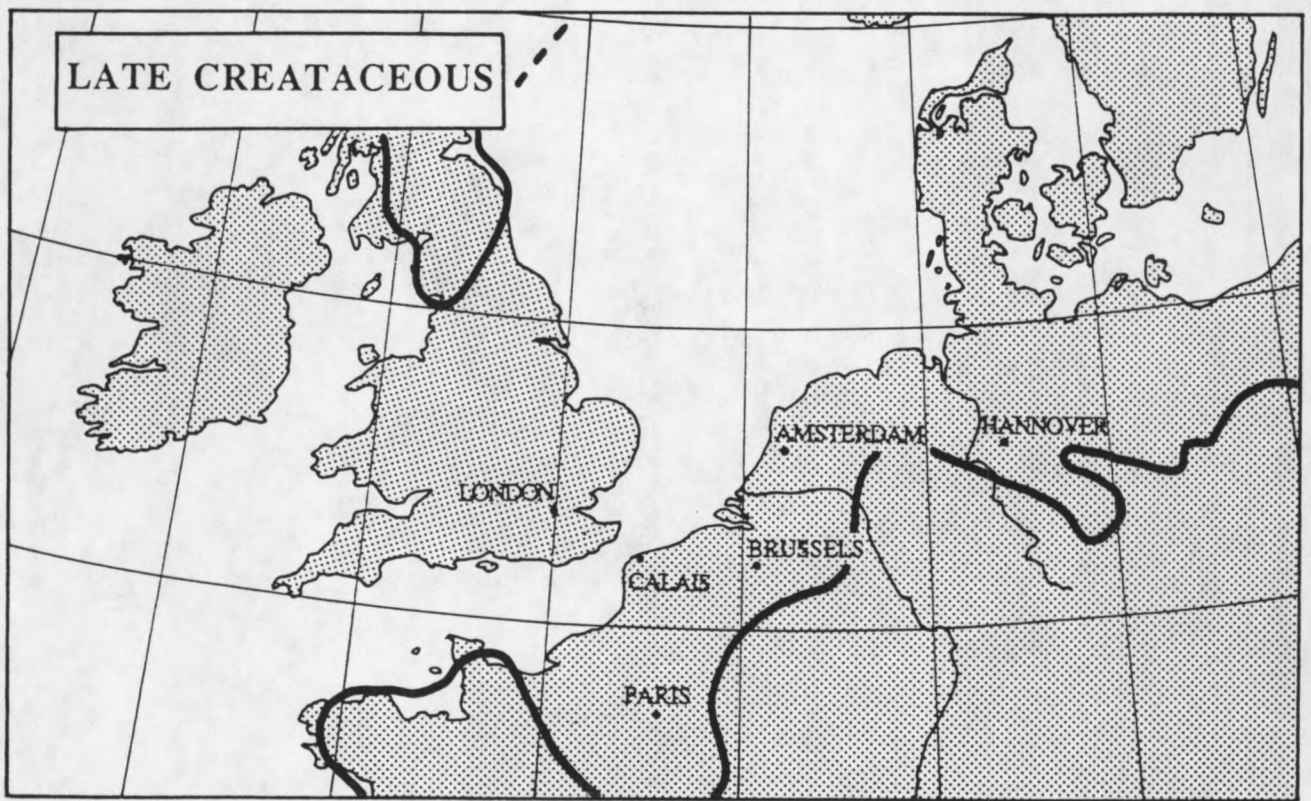 LATE CREATACEOUS
AMSTERDAM
HANNOVER
LONDON
BRUSSELS
CALAIS
PARIS